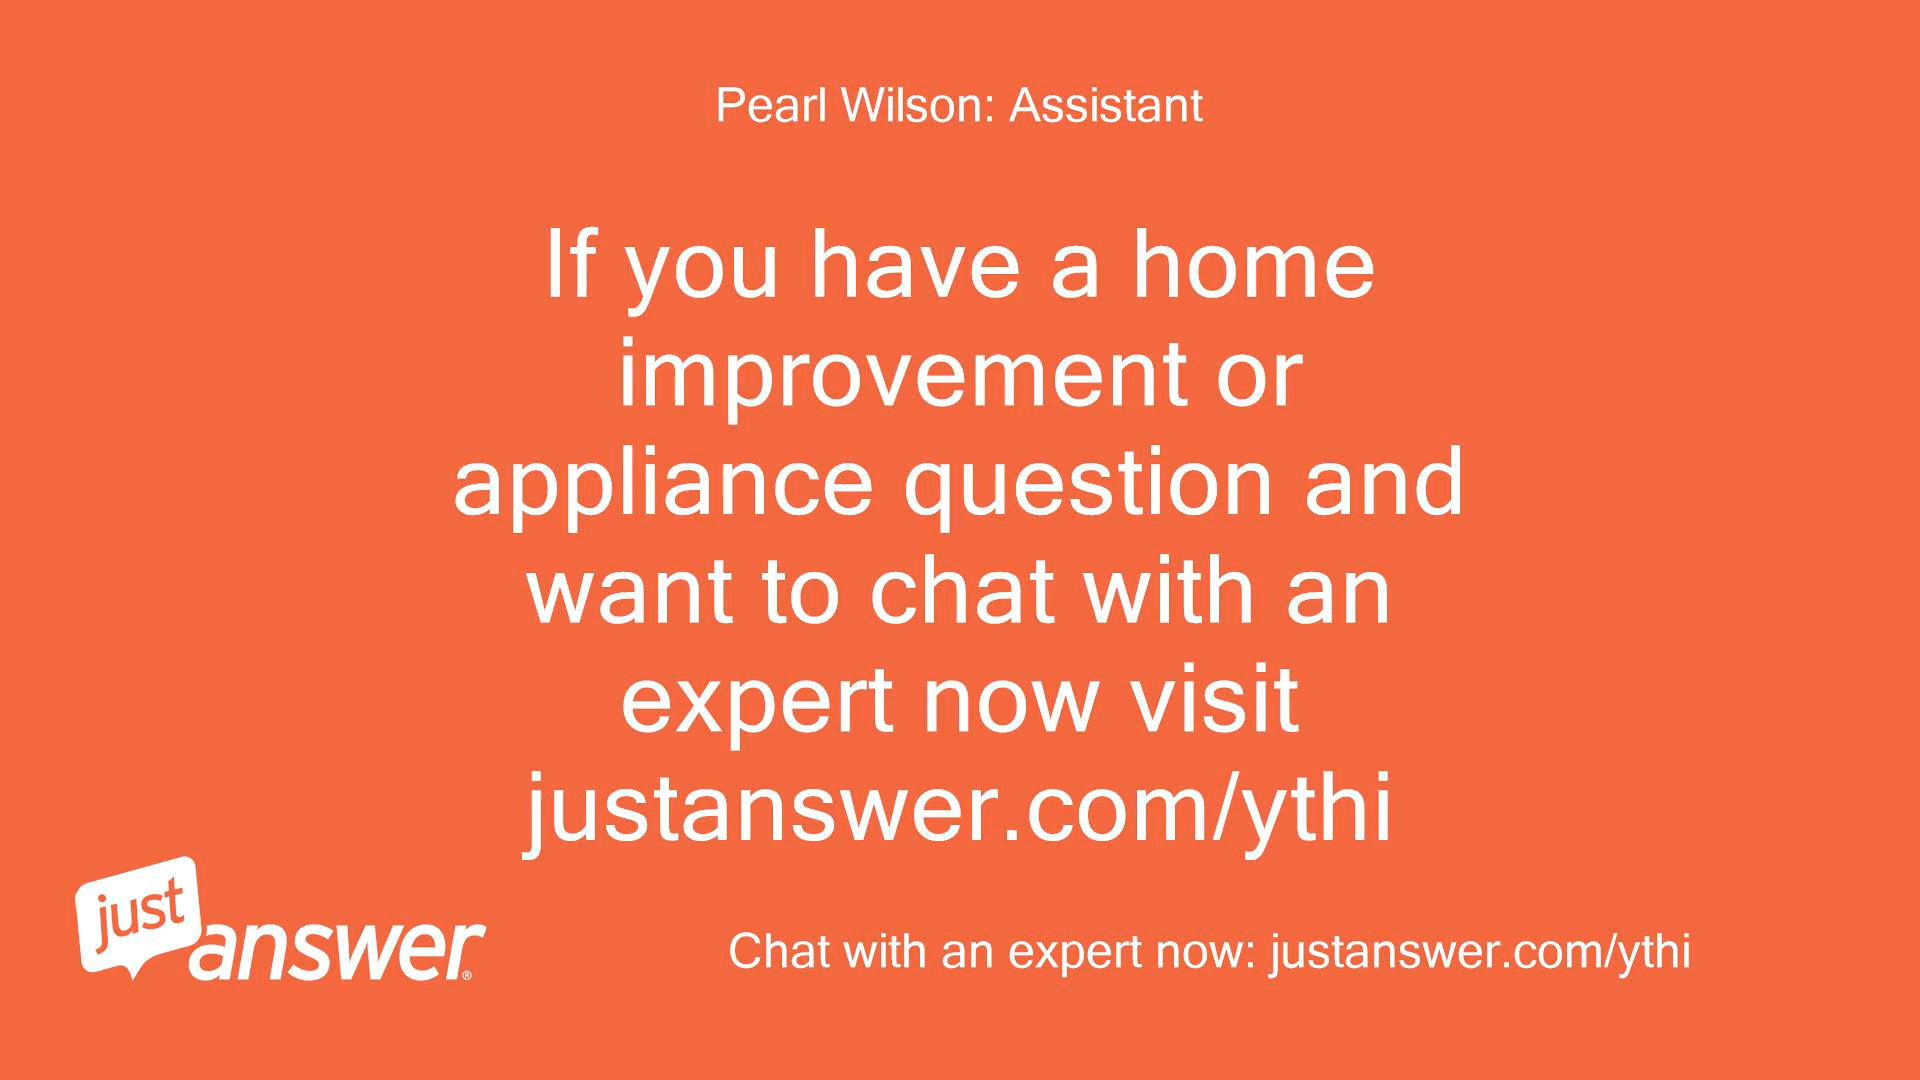 Pearl Wilson: Assistant
If you have a home
improvement or
appliance question and
want to chat with an
expert now visit
justanswer.com/ythi
just
answer®
Chat with an expert now: justanswer.com/ythi